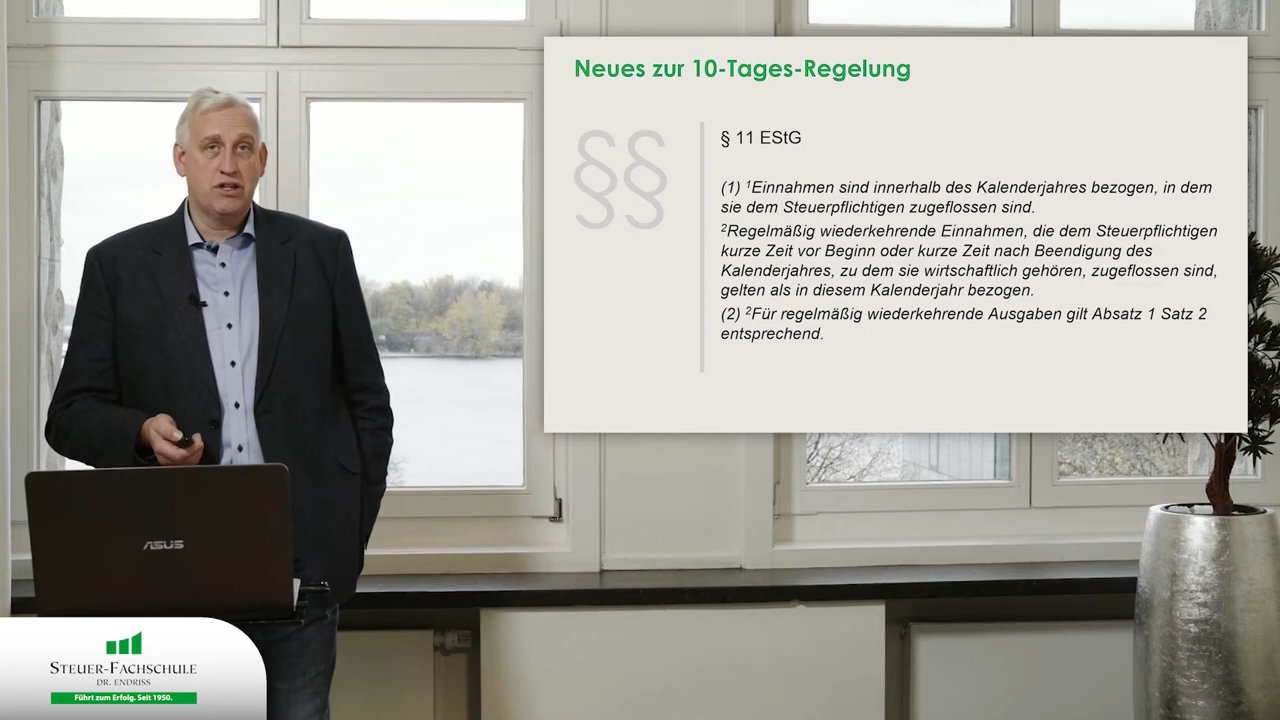 Neues zur 10-Tages-Regelung
§§
§ 11 EStG
(1) ¹Einnahmen sind innerhalb des Kalenderjahres bezogen, in dem
sie dem Steuerpflichtigen zugeflossen sind.
²Regelmäßig wiederkehrende Einnahmen, die dem Steuerpflichtigen
kurze Zeit vor Beginn oder kurze Zeit nach Beendigung des
Kalenderjahres, zu dem sie wirtschaftlich gehören, zugeflossen sind,
gelten als in diesem Kalenderjahr bezogen.
(2) ²Für regelmäßig wiederkehrende Ausgaben gilt Absatz 1 Satz 2
entsprechend.
ASUS
STEUER-FACHSCHULE
DR. ENDRISS
Führt zum Erfolg. Seit 1950.